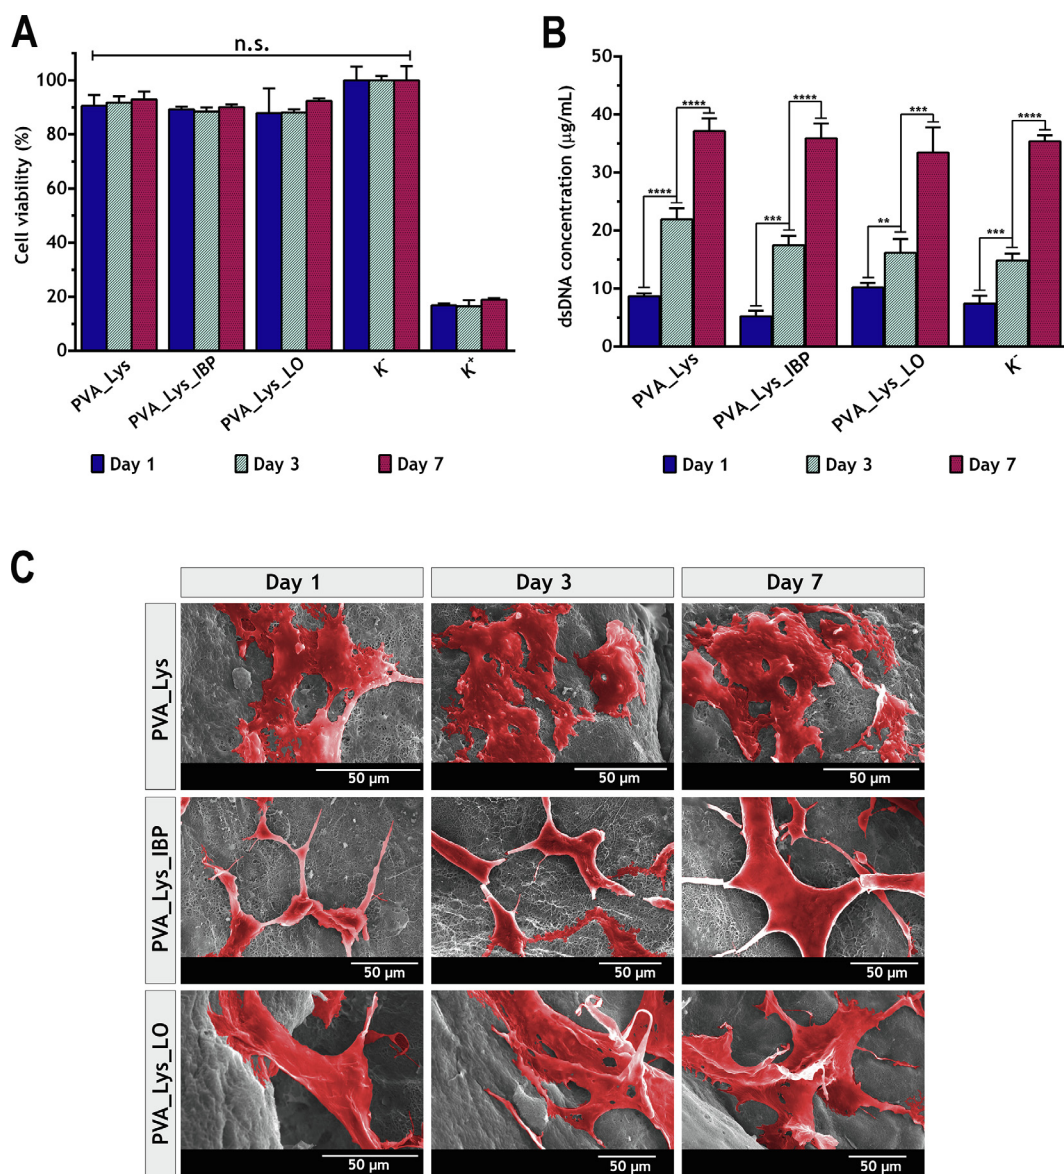 A
n.s.
Cell viability (%)
100
80
60
40
20
0
PVA_Lys
PVA_Lys_IBP
PVA_Lys_LO
K-
K+
Day 1
Day 3
Day 7
B
dsDNA concentration (µg/mL)
50
40
30
20
10
0
****
****
***
****
**
***
***
****
PVA_Lys
PVA_Lys_IBP
PVA_Lys_LO
K-
Day 1
Day 3
Day 7
C
Day 1
Day 3
Day 7
PVA_Lys
50 µm
50 µm
50 µm
PVA_Lys_IBP
50 µm
50 µm
50 µm
PVA_Lys_LO
50 µm
50 µm
50 µm